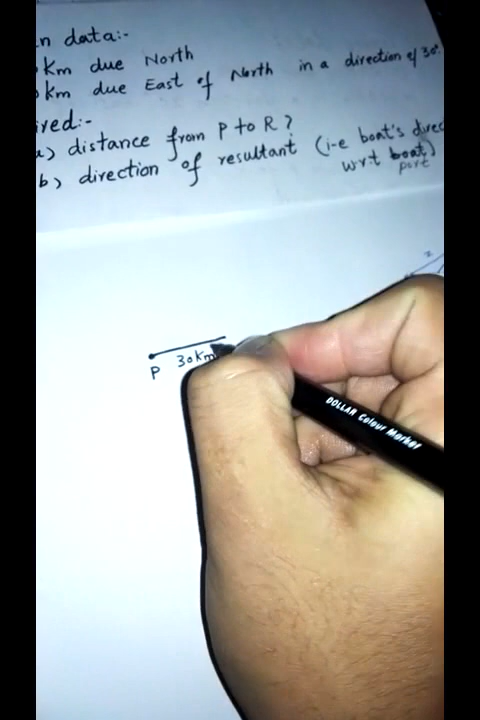 n data:-
Km due North
km due East of North in a direction of 30°
ired:-
a) distance from P to R?
b) direction of resultant (i-e boat's direc
w.r.t boat)
port
P 30km
DOLLAR Colour Marker